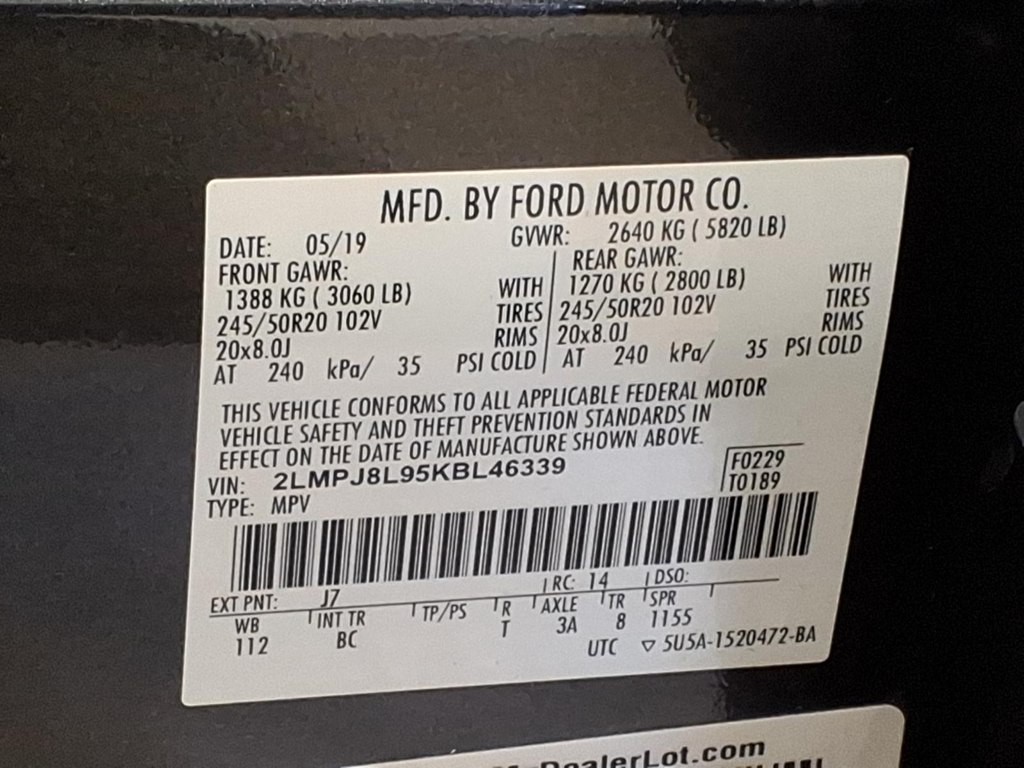 MFD. BY FORD MOTOR CO.
DATE: 05/19 GVWR: 2640 KG ( 5820 LB)
FRONT GAWR: REAR GAWR:
1388 KG ( 3060 LB) WITH 1270 KG ( 2800 LB) WITH
245/50R20 102V TIRES 245/50R20 102V TIRES
20x8.0J RIMS 20x8.0J RIMS
AT 240 kPa/ 35 PSI COLD AT 240 kPa/ 35 PSI COLD
THIS VEHICLE CONFORMS TO ALL APPLICABLE FEDERAL MOTOR
VEHICLE SAFETY AND THEFT PREVENTION STANDARDS IN
EFFECT ON THE DATE OF MANUFACTURE SHOWN ABOVE.
VIN: 2LMPJ8L95KBL46339 F0229
TYPE: MPV T0189
EXT PNT: J7 RC: 14 DSO:
WB INT TR TP/PS R AXLE TR SPR
112 BC T 3A 8 1155
UTC ▽ 5U5A-1520472-BA
DealerLot.com